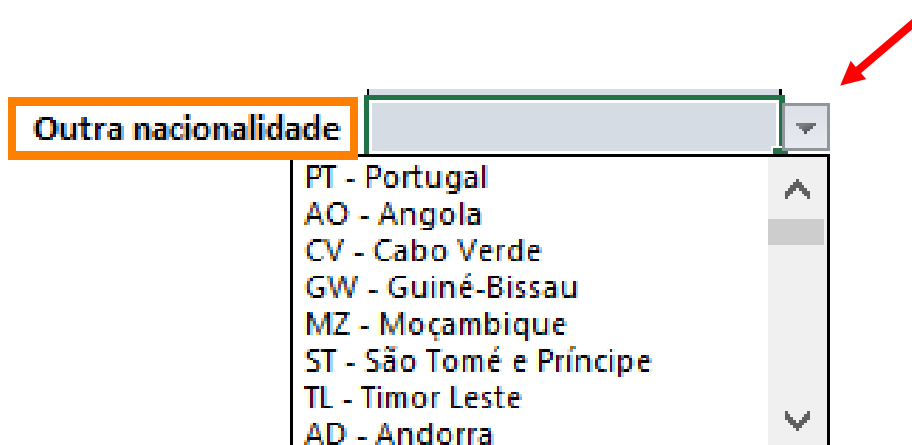 Outra nacionalidade
PT - Portugal
AO - Angola
CV - Cabo Verde
GW - Guiné-Bissau
MZ - Moçambique
ST - São Tomé e Príncipe
TL - Timor Leste
AD - Andorra